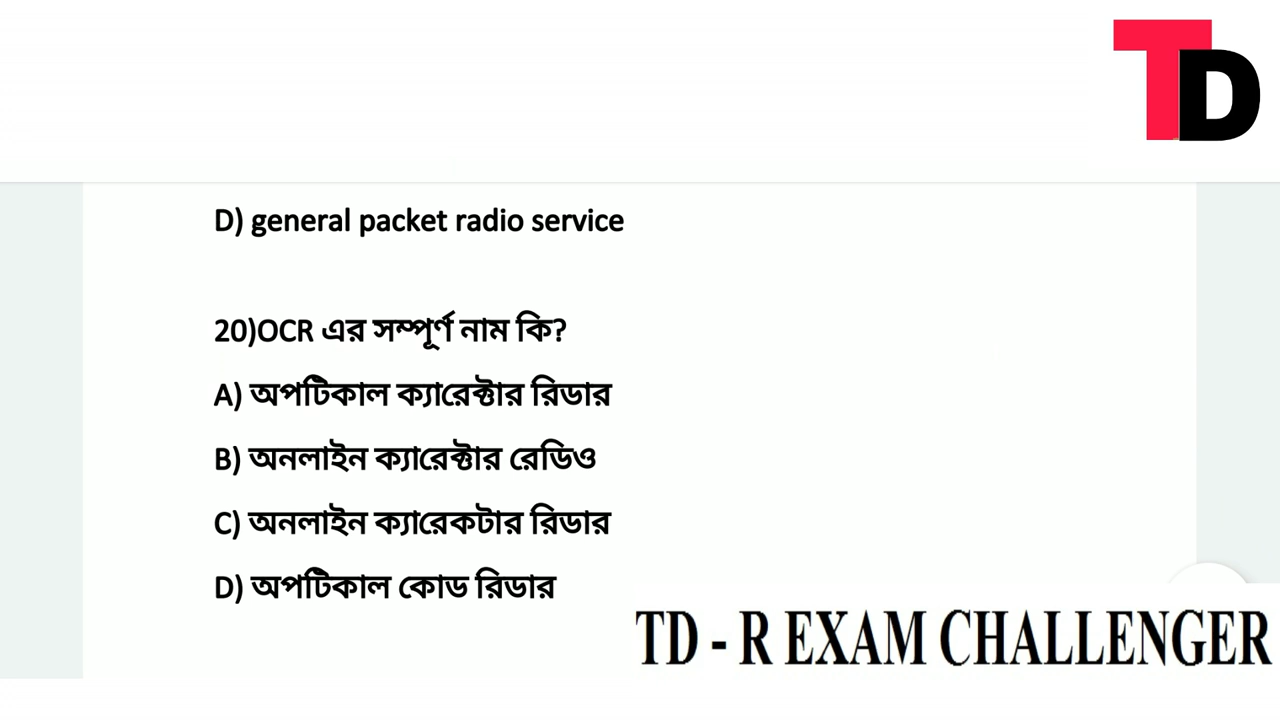 TD
D) general packet radio service
20)OCR এর সম্পূর্ণ নাম কি?
A) অপটিকাল ক্যারেক্টার রিডার
B) অনলাইন ক্যারেক্টার রেডিও
C) অনলাইন ক্যারেকটার রিডার
D) অপটিকাল কোড রিডার
TD - R EXAM CHALLENGER